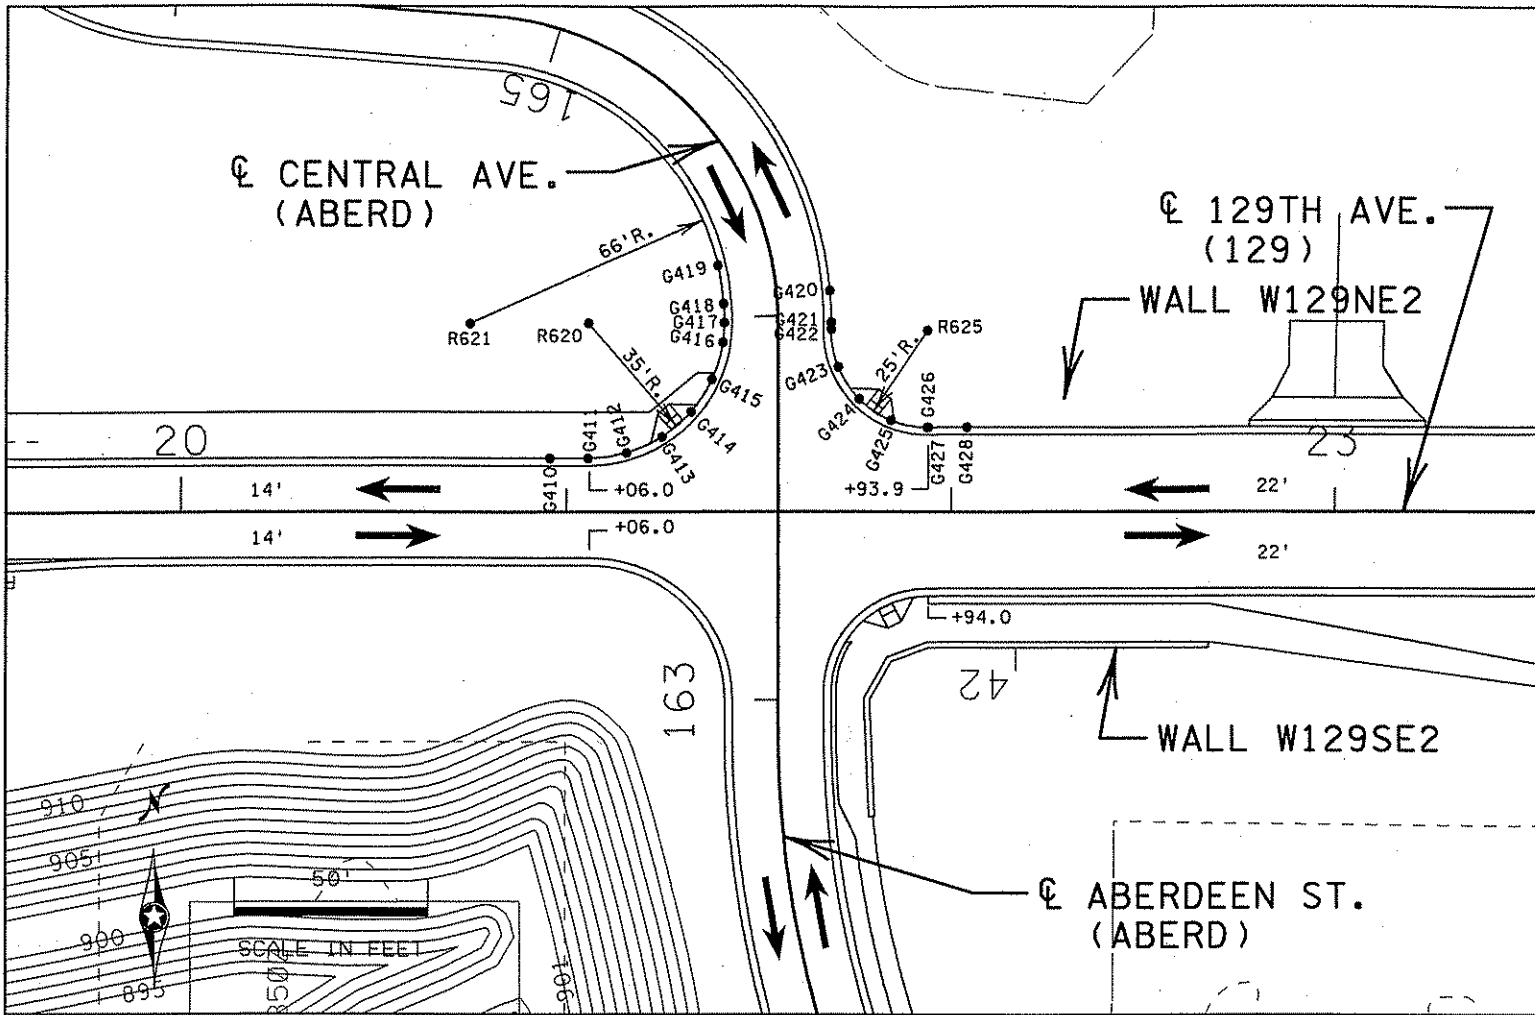 165
℄ CENTRAL AVE.
(ABERD)
℄ 129TH AVE.
(129)
66'R.
G419
G420
WALL W129NE2
G418
G417
G421
G422
R621
R620
G416
R625
35'R.
25'R.
G423
G415
G426
G411
G412
G424
G414
G413
G425
20
23
G410
G427
G428
14'
+06.0
+93.9
22'
14'
+06.0
22'
+94.0
163
42
WALL W129SE2
910
N
905
50'
℄ ABERDEEN ST.
(ABERD)
900
SCALE IN FEET
895
901